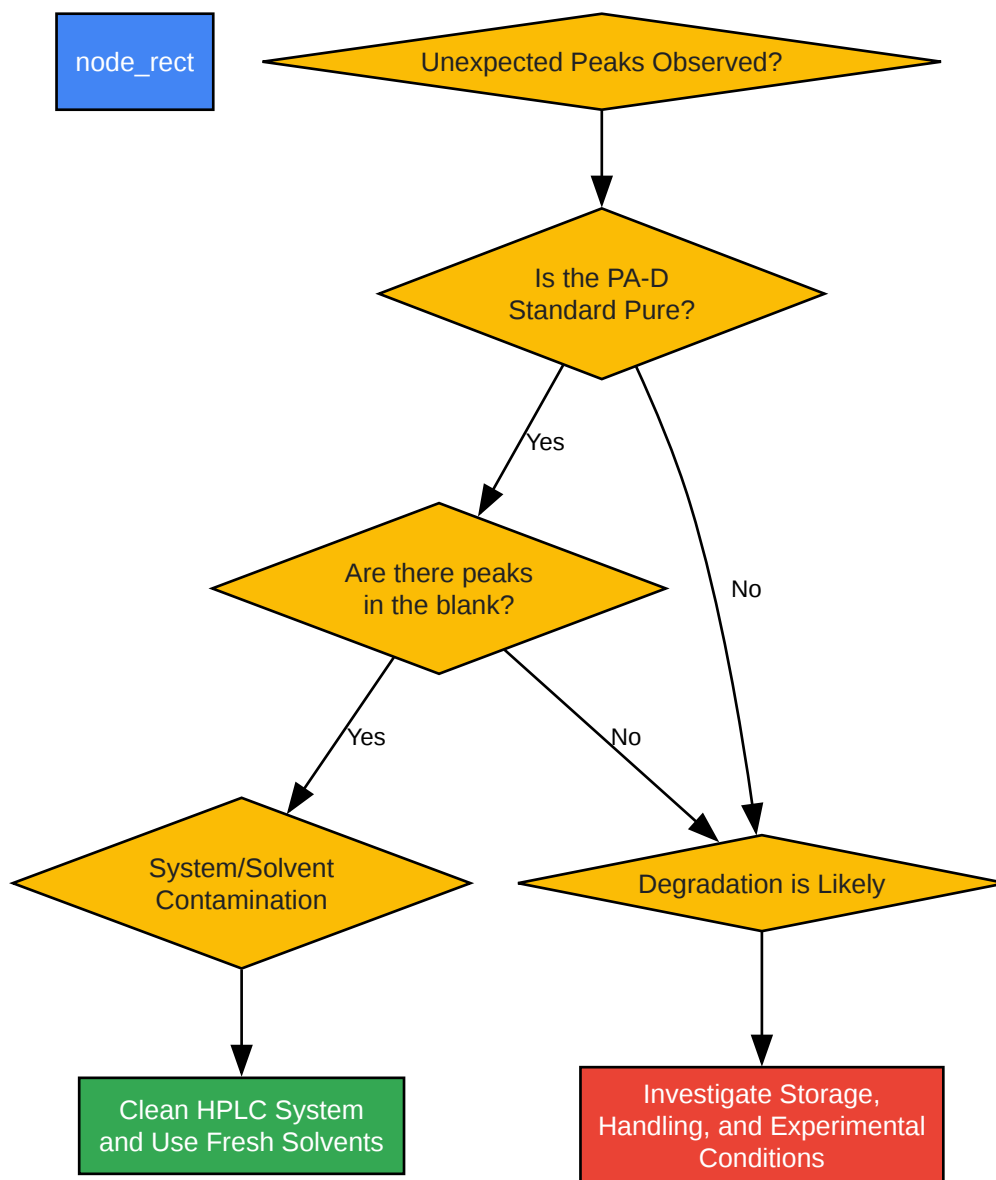 node_rect
Unexpected Peaks Observed?
Is the PA-D
Standard Pure?
Yes
No
Are there peaks
in the blank?
Yes
No
System/Solvent
Contamination
Degradation is Likely
Clean HPLC System
and Use Fresh Solvents
Investigate Storage,
Handling, and Experimental
Conditions